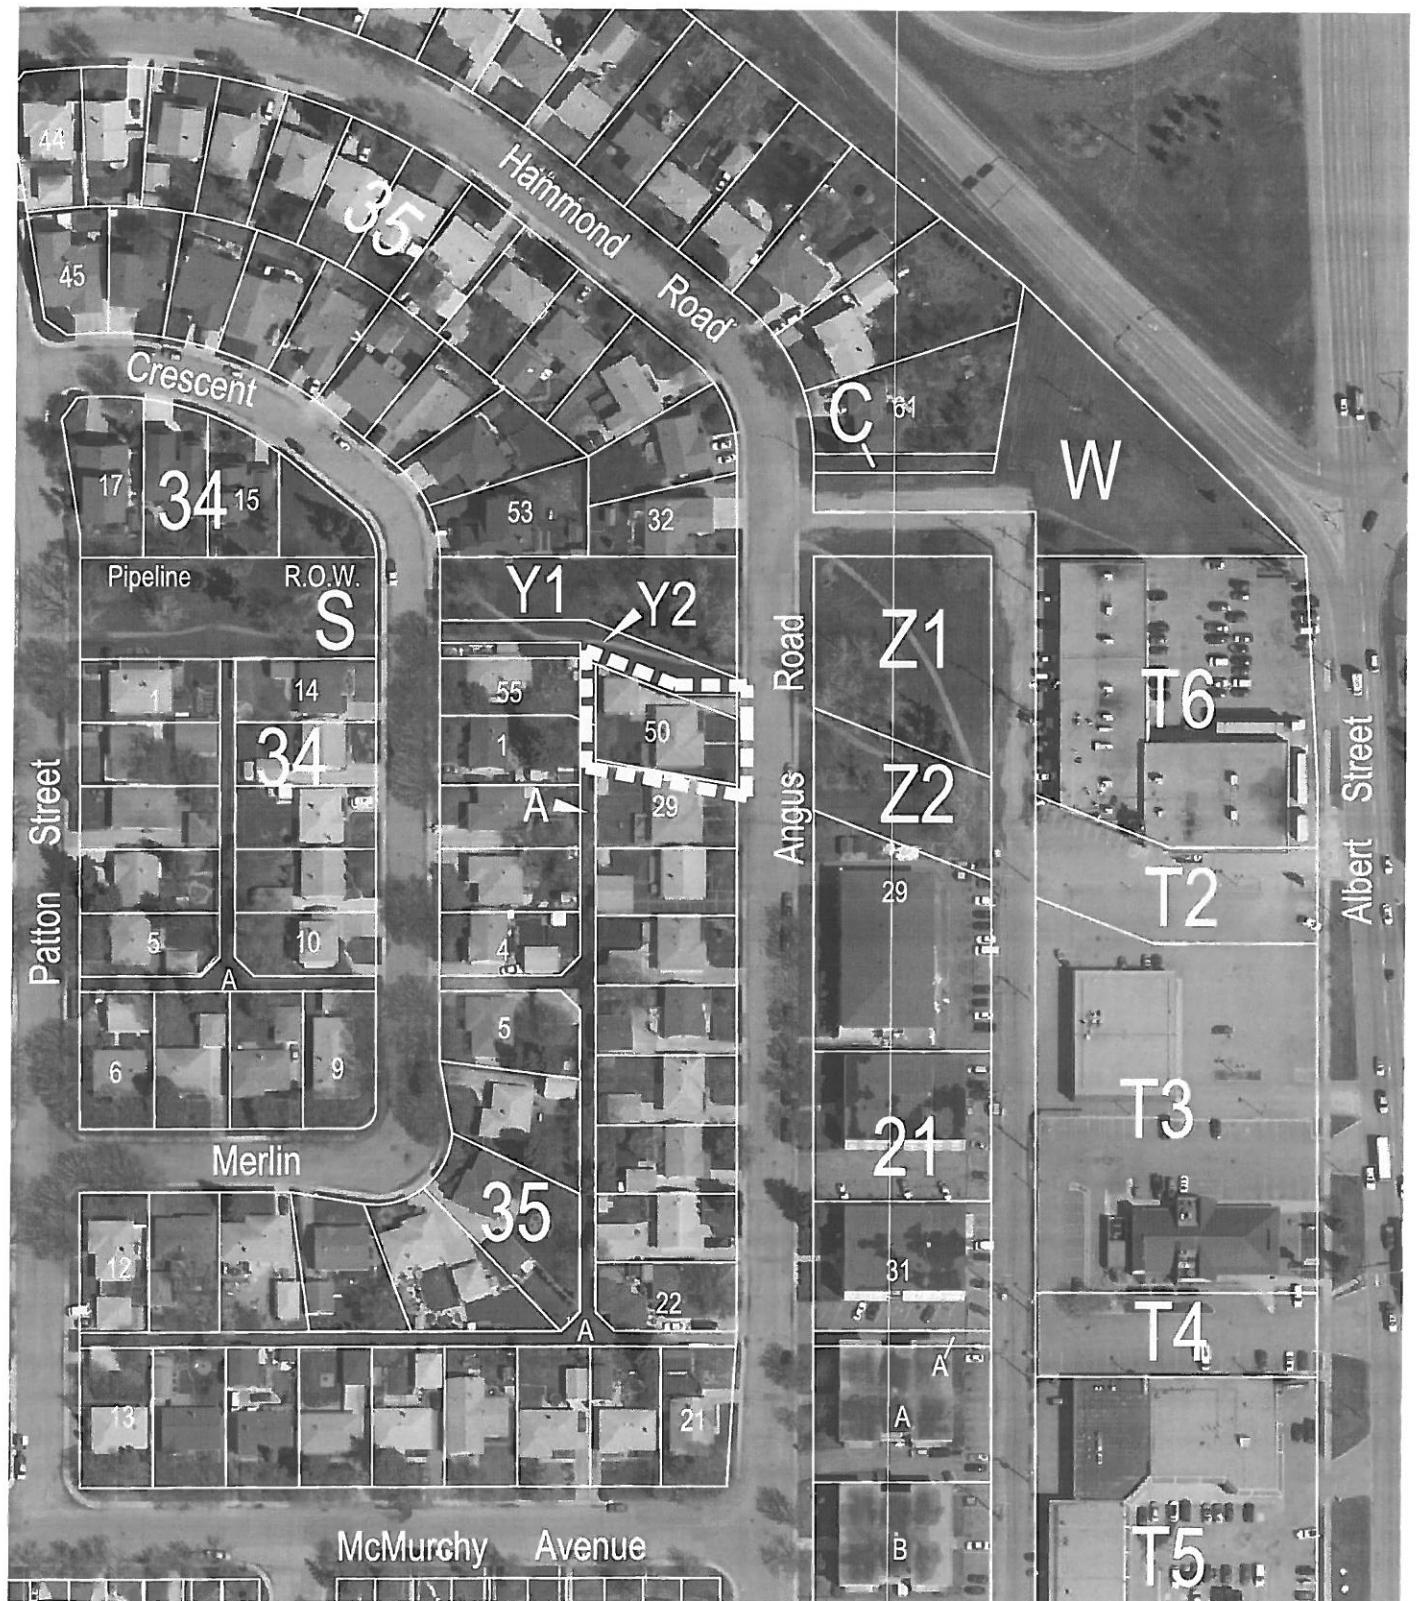 44
35
Hammond
Road
45
Crescent
C
61
W
17
34
15
53
32
Pipeline
R.O.W.
S
Y1
Y2
Z1
Road
1
14
55
50
T6
34
1
Street
A
29
Z2
Angus
Street
29
T2
Albert
Patton
5
10
4
A
6
9
5
T3
21
Merlin
35
12
31
22
A
T4
A
13
21
A
McMurchy Avenue
B
T5